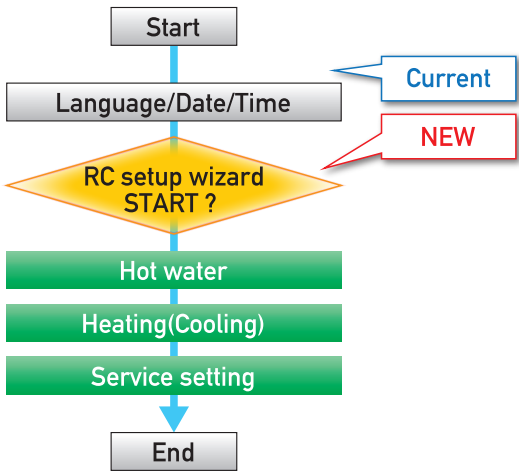 Start
Current
Language/Date/Time
NEW
RC setup wizard
START ?
Hot water
Heating(Cooling)
Service setting
End